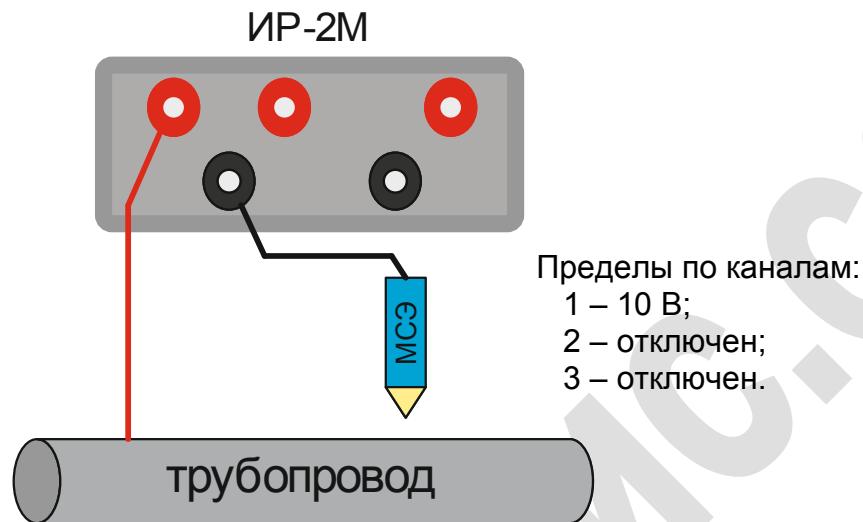 ИР-2М
МСЭ
Пределы по каналам:
1 – 10 В;
2 – отключен;
3 – отключен.
трубопровод